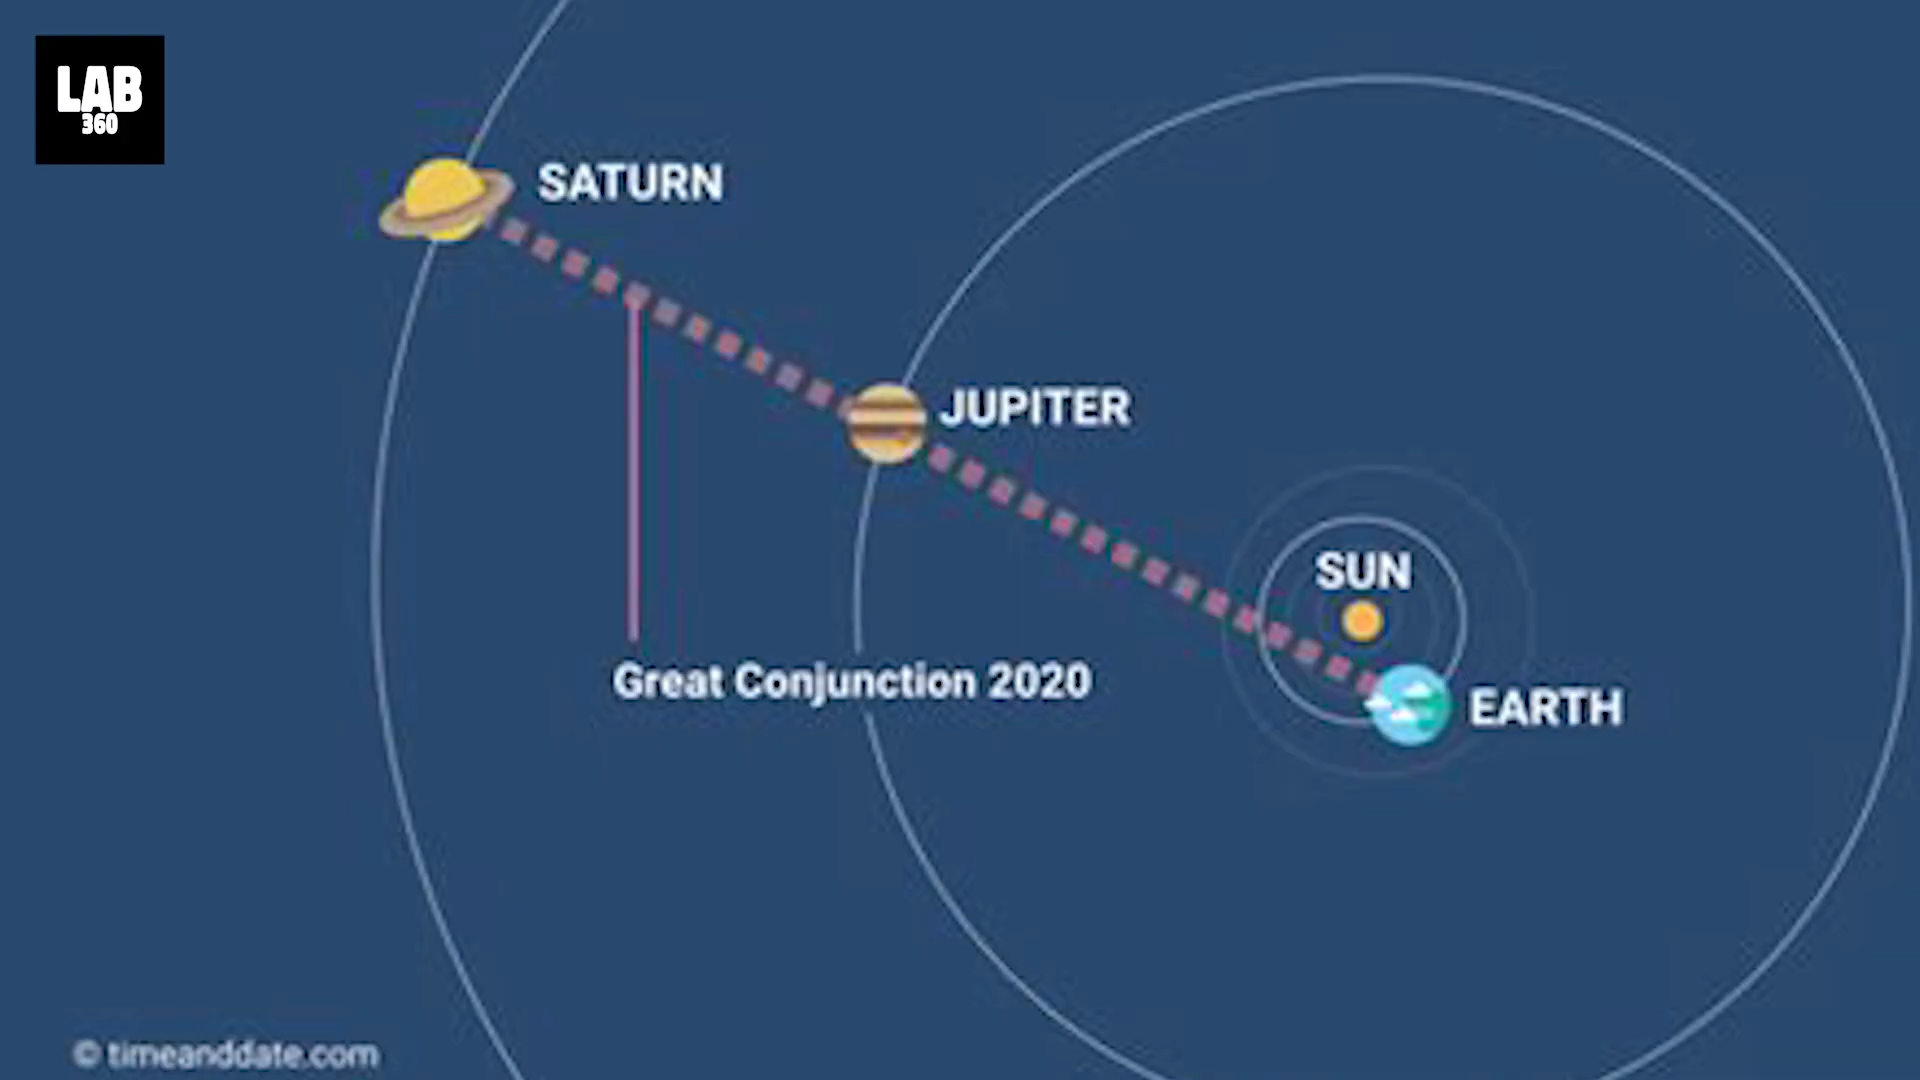 LAB
360
SATURN
JUPITER
SUN
Great Conjunction 2020
EARTH
© timeanddate.com